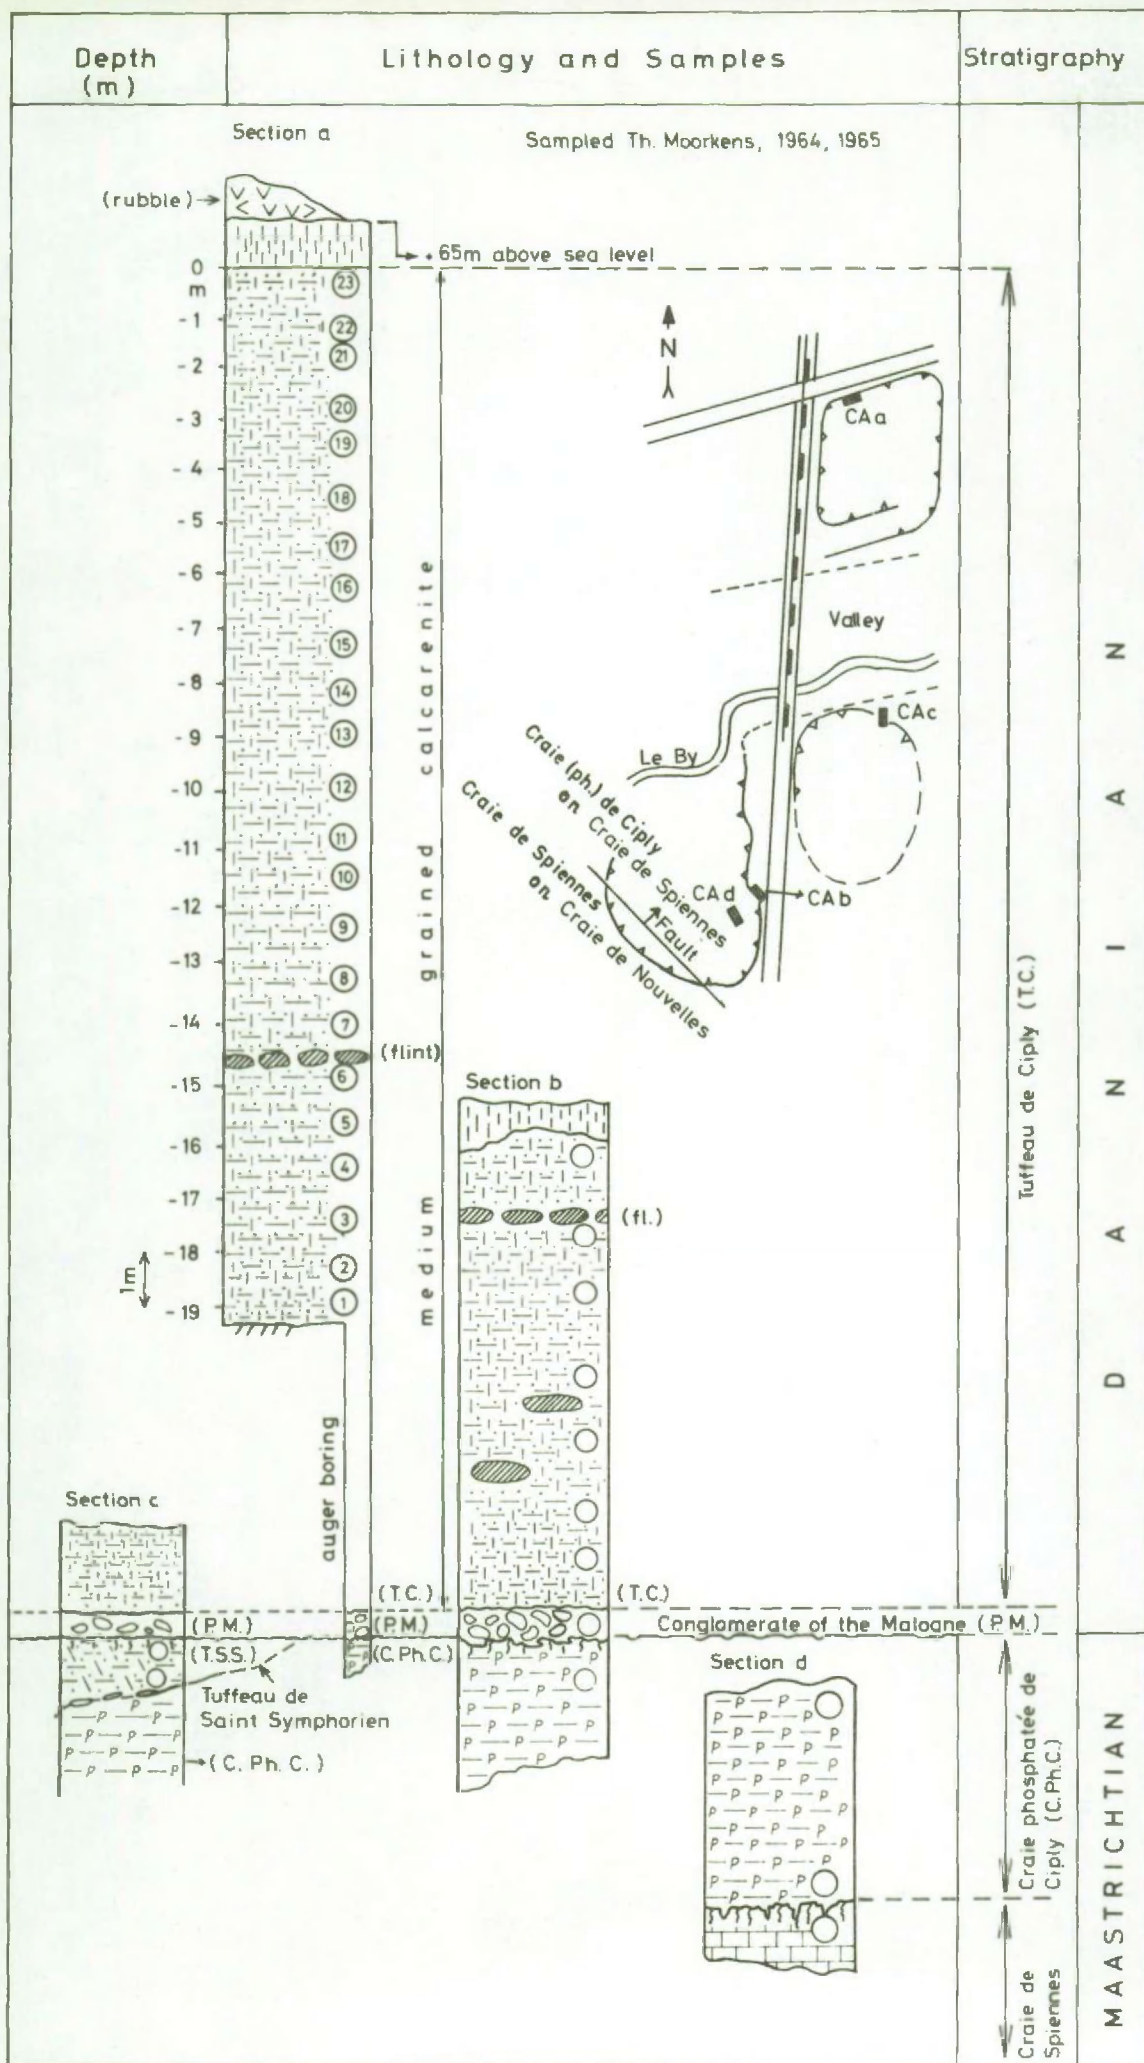 Depth
(m)
Lithology and Samples
Stratigraphy
Section a
Sampled Th. Moorkens, 1964, 1965
(rubble)
+ 65m above sea level
0
m
-1
-2
-3
-4
-5
-6
-7
-8
-9
-10
-11
-12
-13
-14
-15
-16
-17
-18
-19
1m
23
22
21
20
19
18
17
16
15
14
13
12
11
10
9
8
7
6
5
4
3
2
1
(flint)
medium grained calcarenite
auger boring
N
CAa
Valley
CAc
Le By
Craie (ph.) de Ciply
on Craie de Spiennes
Craie de Spiennes
on Craie de Nouvelles
Fault
CAd
CAb
Section b
(fl.)
Section c
(T.C.)
(T.C.)
(P.M.)
(P.M.)
Conglomerate of the Malogne (P.M.)
(T.S.S.)
(C.Ph.C.)
Tuffeau de
Saint Symphorien
(C. Ph. C.)
Section d
Tuffeau de Ciply (T.C.)
Craie phosphatée de
Ciply (C.Ph.C.)
Craie de
Spiennes
DANIAN
MAASTRICHTIAN